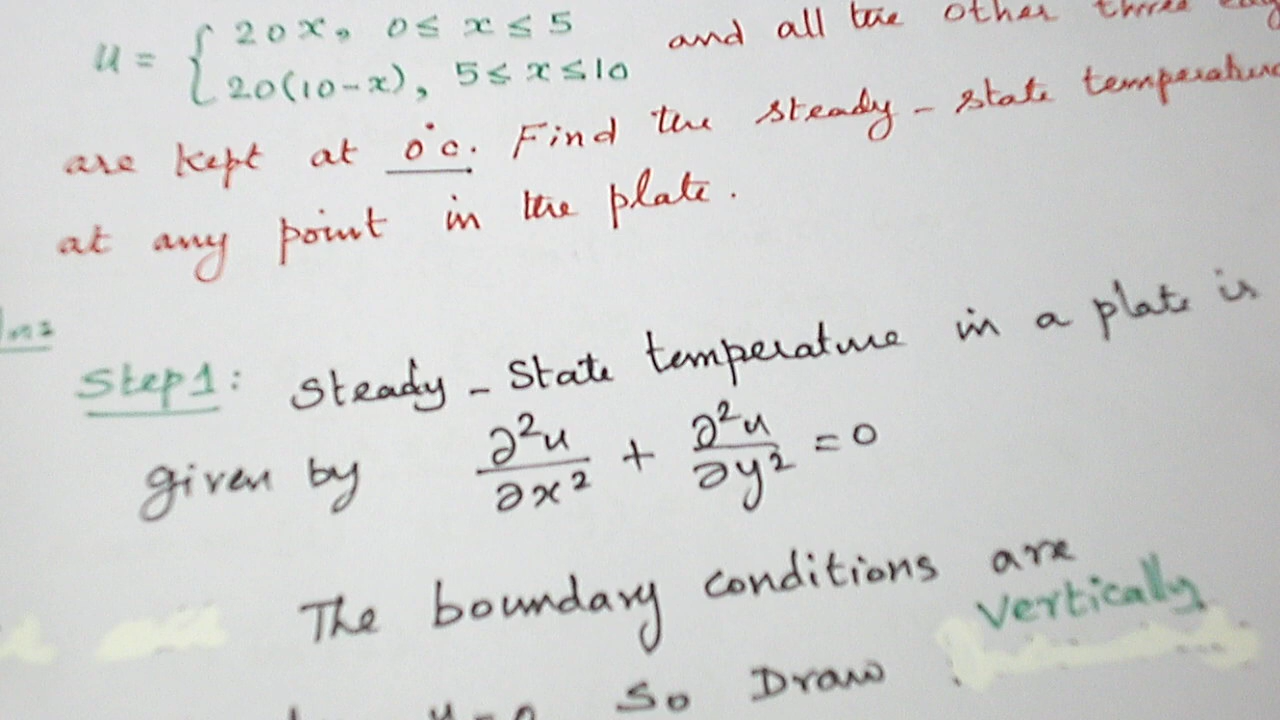 u = { 20x, 0 ≤ x ≤ 5 and all the other three
20(10-x), 5 ≤ x ≤ 10
are kept at 0°c. Find the steady - state temperature
at any point in the plate.
Step1: Steady - State temperature in a plate is
given by ∂²u/∂x² + ∂²u/∂y² = 0
The boundary conditions are
vertically
So Draw